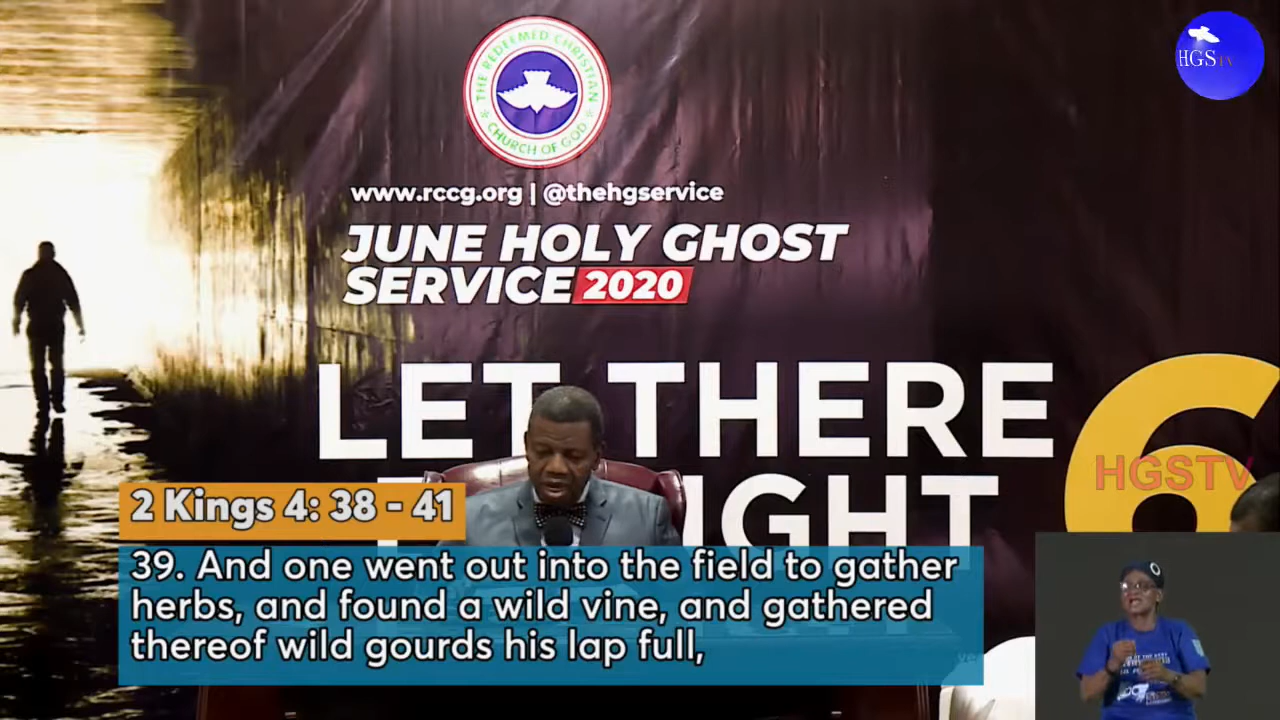 THE REDEEMED CHRISTIAN
CHURCH OF GOD
HGSTV
www.rccg.org | @thehgservice
JUNE HOLY GHOST
SERVICE 2020
LET THERE
IGHT
6
HGSTV
2 Kings 4: 38 - 41
39. And one went out into the field to gather
herbs, and found a wild vine, and gathered
thereof wild gourds his lap full,